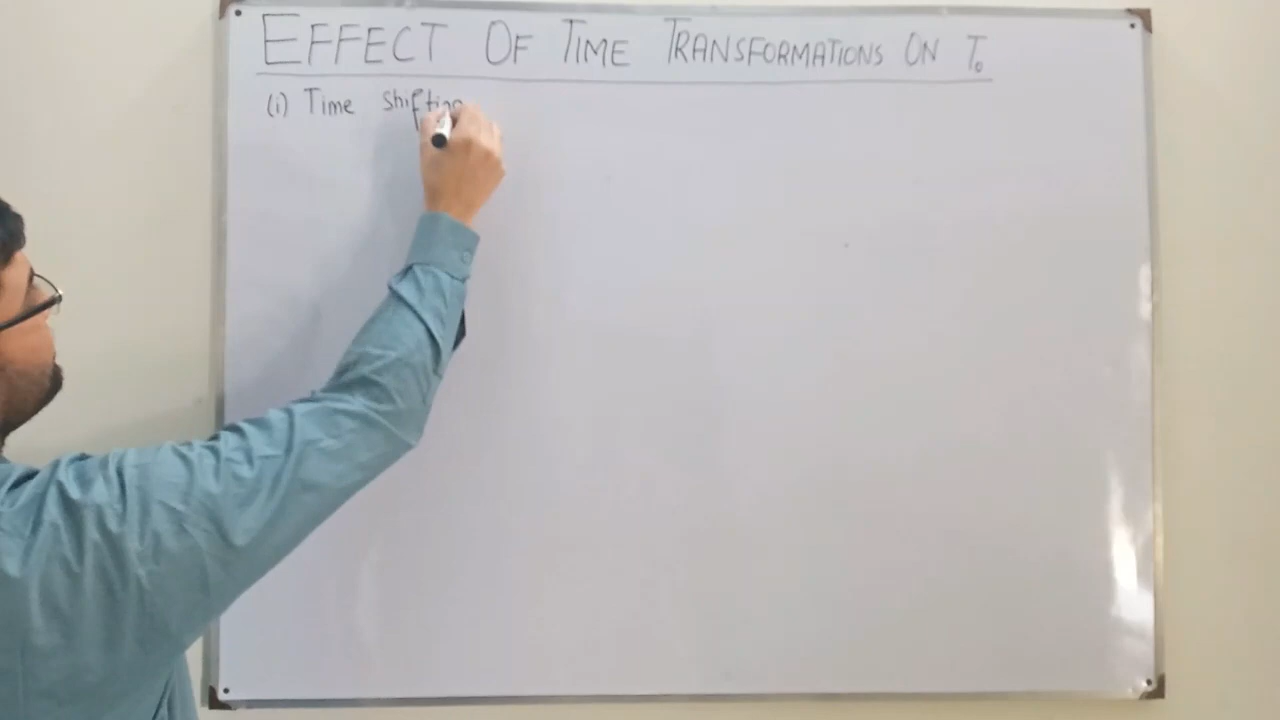 EFFECT OF TIME TRANSFORMATIONS ON T₀
(i) Time shifting